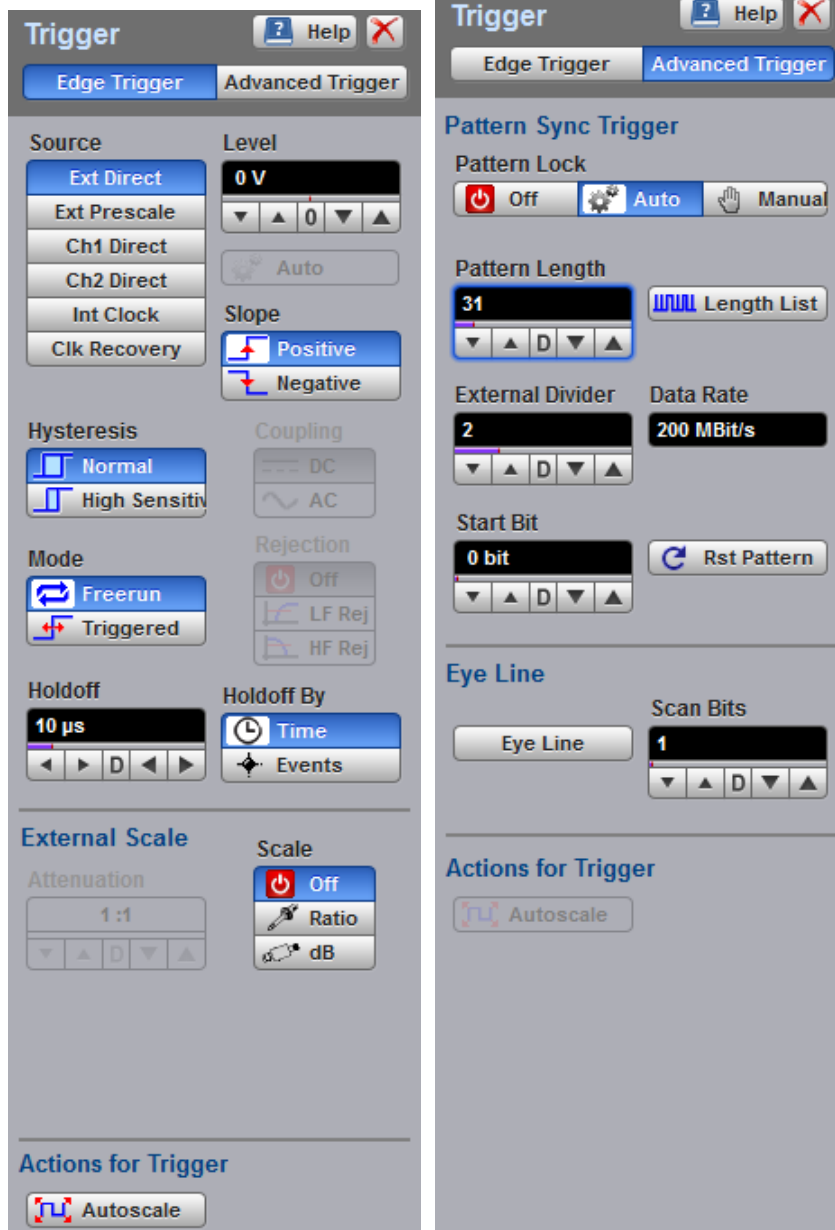 Trigger
Help
Edge Trigger
Advanced Trigger
Source
Level
Ext Direct
0 V
Ext Prescale
0
Ch1 Direct
Auto
Ch2 Direct
Int Clock
Slope
Clk Recovery
Positive
Negative
Hysteresis
Coupling
Normal
DC
High Sensitiv
AC
Rejection
Mode
Off
Freerun
LF Rej
Triggered
HF Rej
Holdoff
Holdoff By
10 µs
Time
D
Events
External Scale
Scale
Attenuation
Off
1 :1
Ratio
D
dB
Actions for Trigger
Autoscale
Trigger
Help
Edge Trigger
Advanced Trigger
Pattern Sync Trigger
Pattern Lock
Off
Auto
Manual
Pattern Length
31
Length List
D
External Divider
Data Rate
2
200 MBit/s
D
Start Bit
0 bit
Rst Pattern
D
Eye Line
Scan Bits
Eye Line
1
D
Actions for Trigger
Autoscale